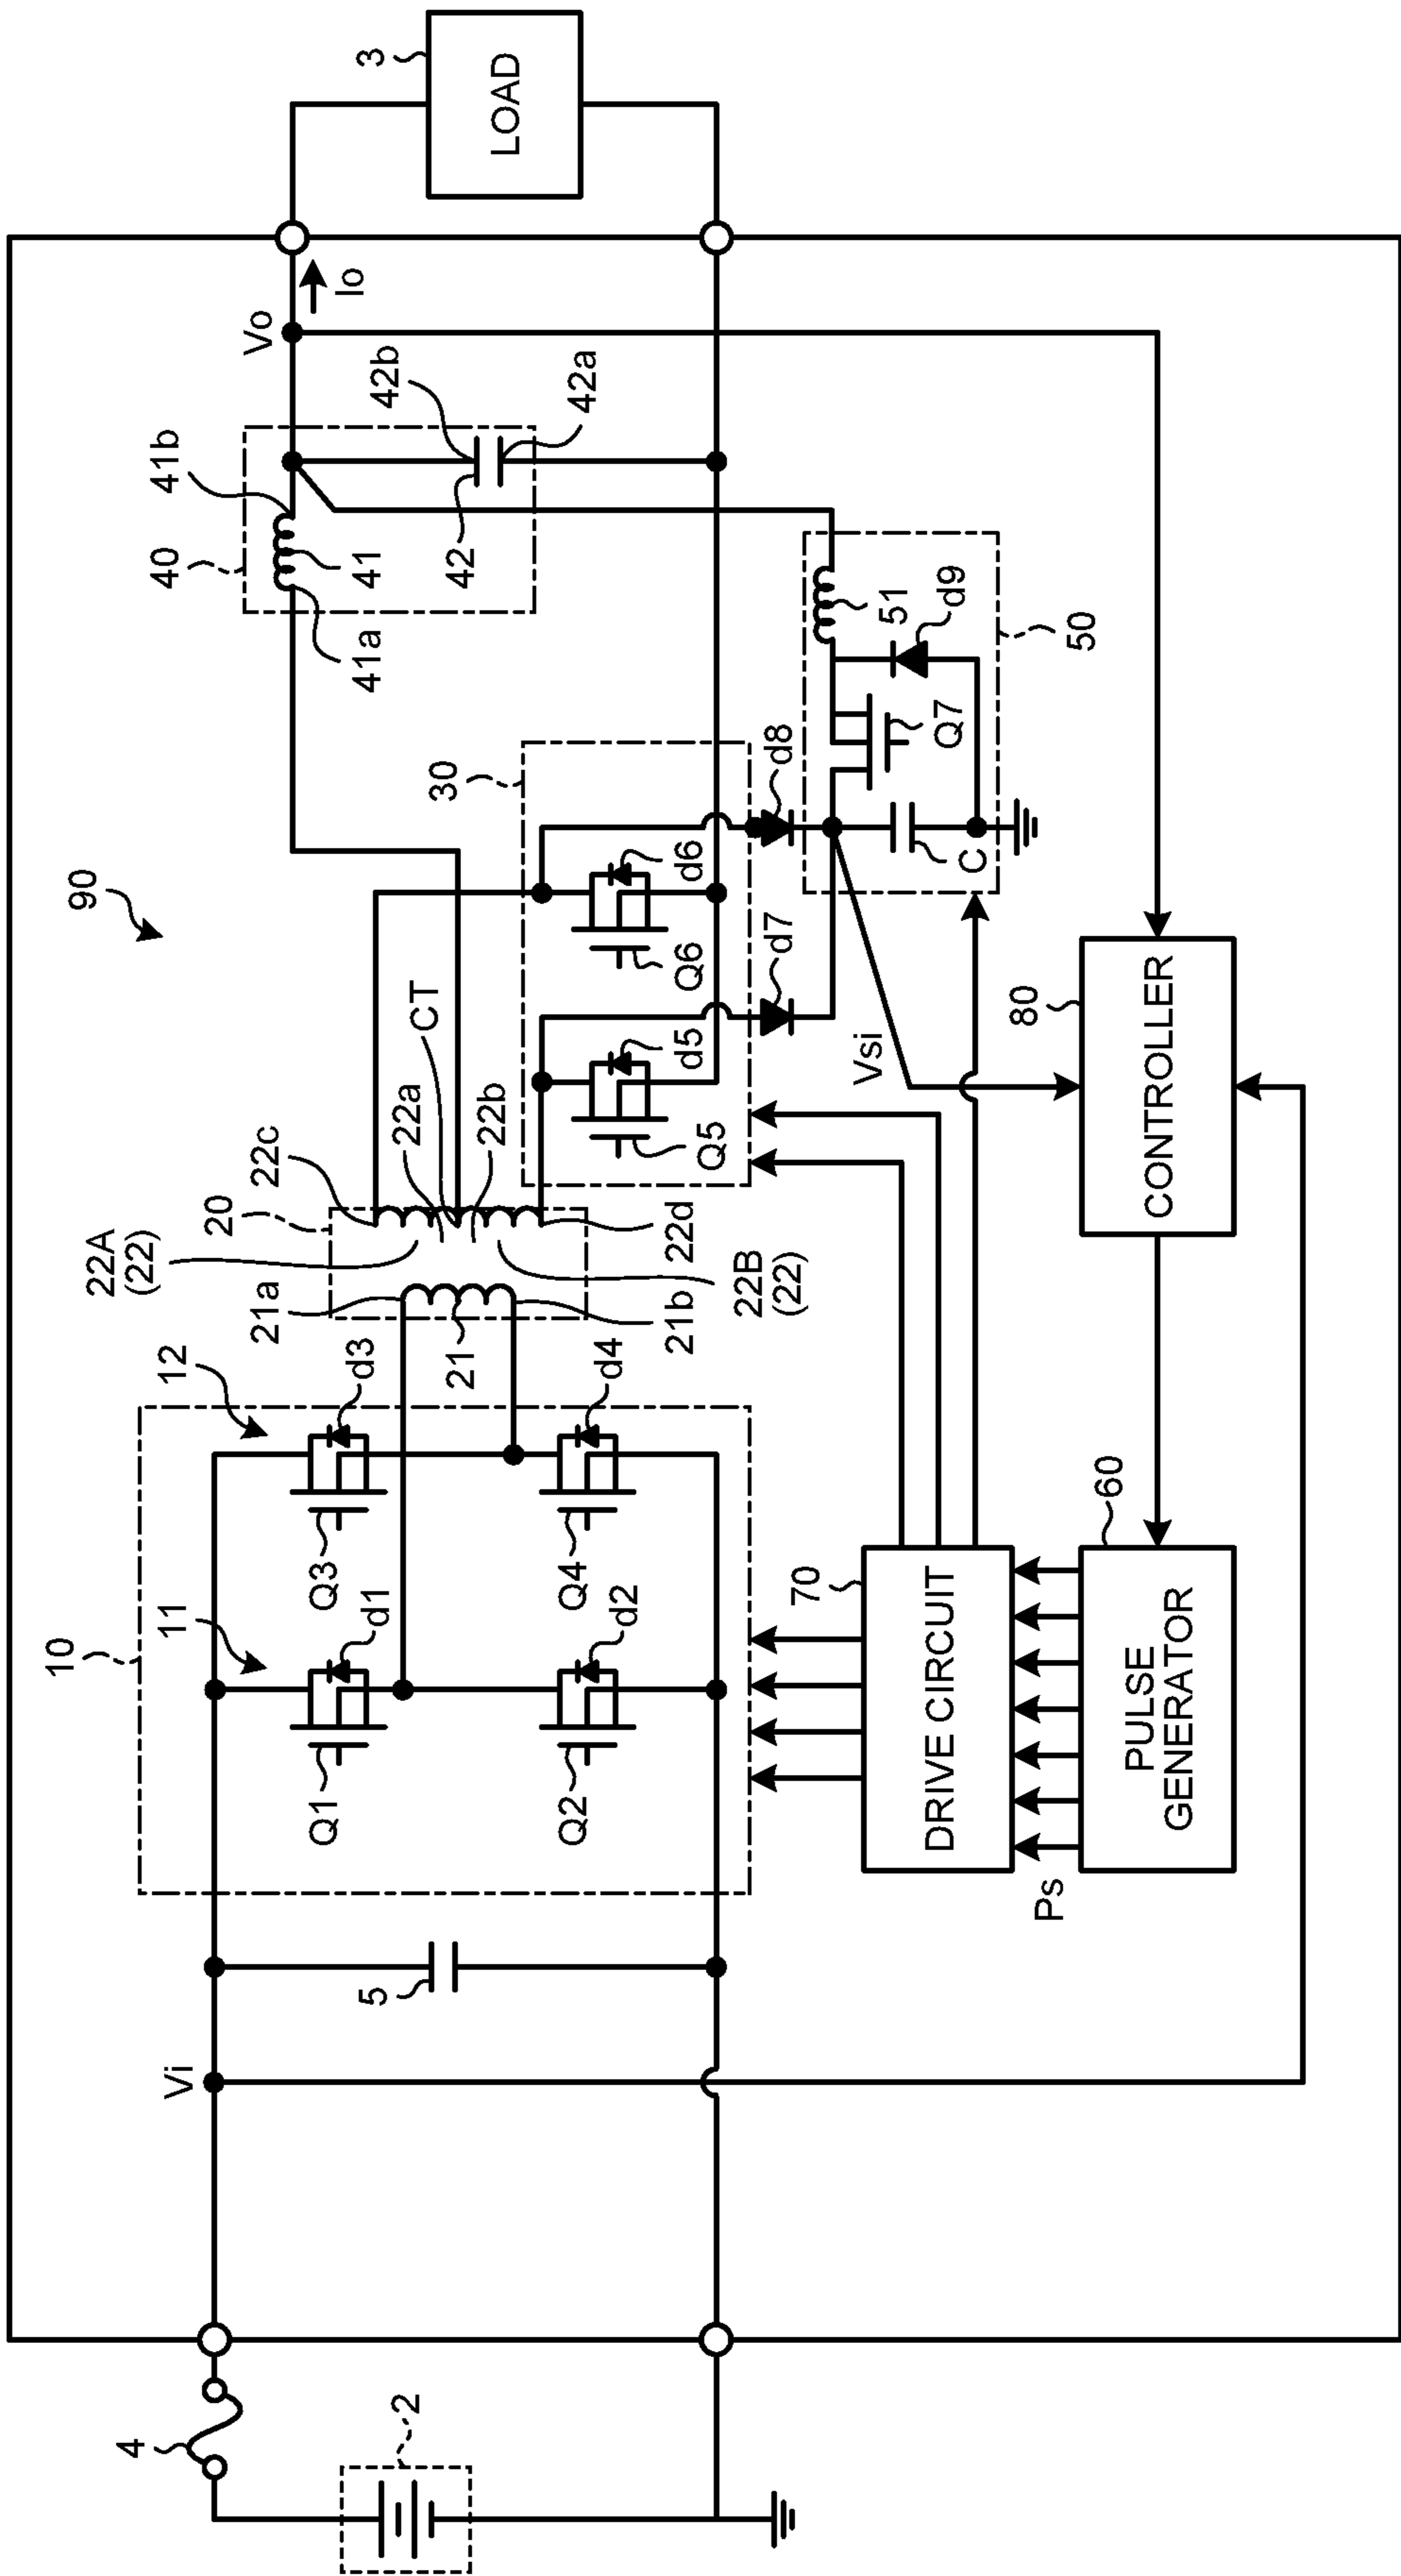 90
2
4
Vi
5
10
11
12
Q1
d1
Q2
d2
Q3
d3
Q4
d4
20
21a
21
21b
22A
(22)
22c
22a
CT
22b
22d
22B
(22)
30
Q5
d5
Q6
d6
d7
d8
40
41a
41
41b
42
42b
42a
Vo
Io
3
LOAD
50
51
d9
Q7
C
Vsi
70
DRIVE CIRCUIT
Ps
60
PULSE
GENERATOR
80
CONTROLLER